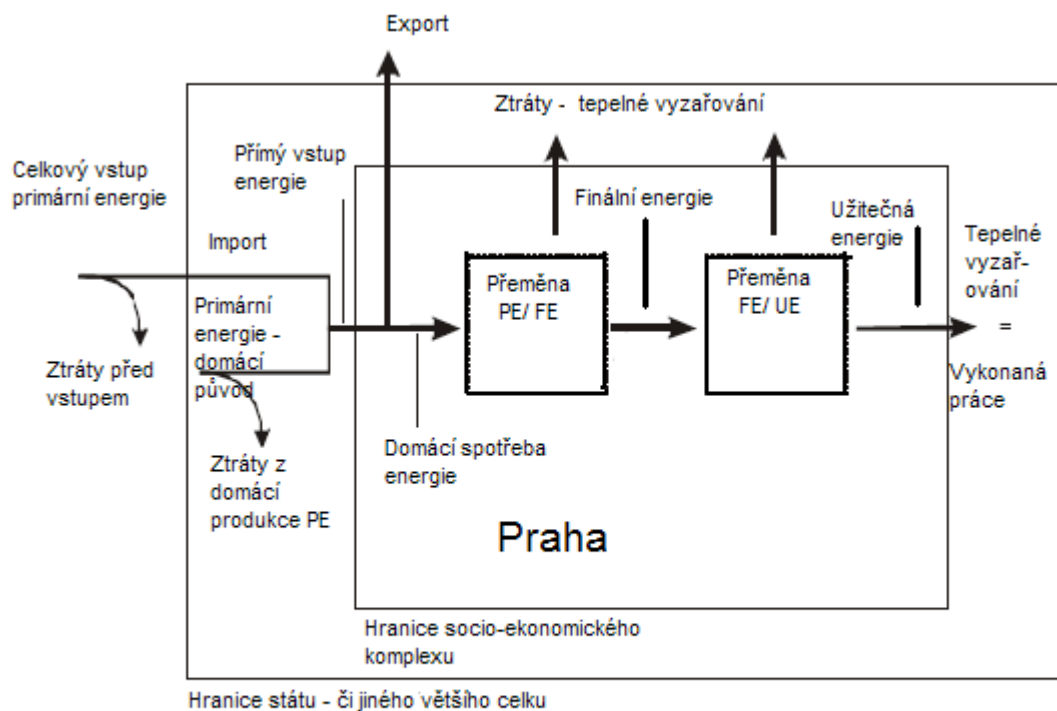 Export
Ztráty - tepelné vyzařování
Celkový vstup
primární energie
Přímý vstup
energie
Finální energie
Užitečná
energie
Tepelné
vyzař-
ování
=
Vykonaná
práce
Import
Primární
energie -
domácí
původ
Přeměna
PE/ FE
Přeměna
FE/ UE
Ztráty před
vstupem
Ztráty z
domácí
produkce PE
Domácí spotřeba
energie
Praha
Hranice socio-ekonomického
komplexu
Hranice státu - či jiného většího celku